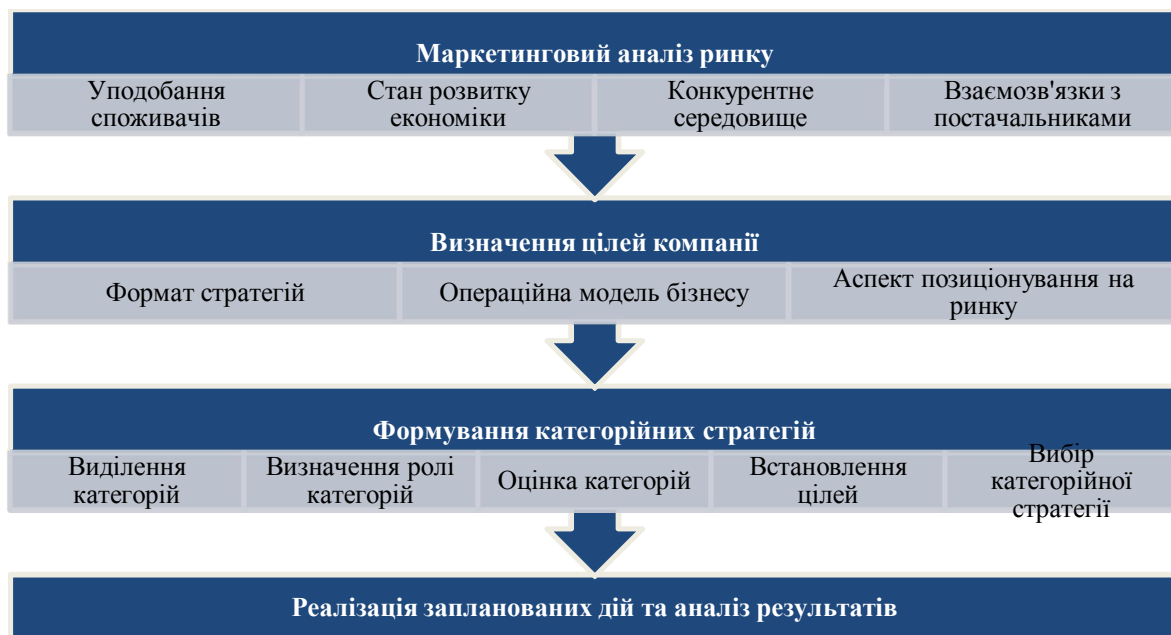 Маркетинговий аналіз ринку
Уподобання
споживачів
Стан розвитку
економіки
Конкурентне
середовище
Взаємозв'язки з
постачальниками
Визначення цілей компанії
Формат стратегій
Операційна модель бізнесу
Аспект позиціонування на
ринку
Формування категорійних стратегій
Виділення
категорій
Визначення ролі
категорій
Оцінка категорій
Встановлення
цілей
Вибір
категорійної
стратегії
Реалізація запланованих дій та аналіз результатів